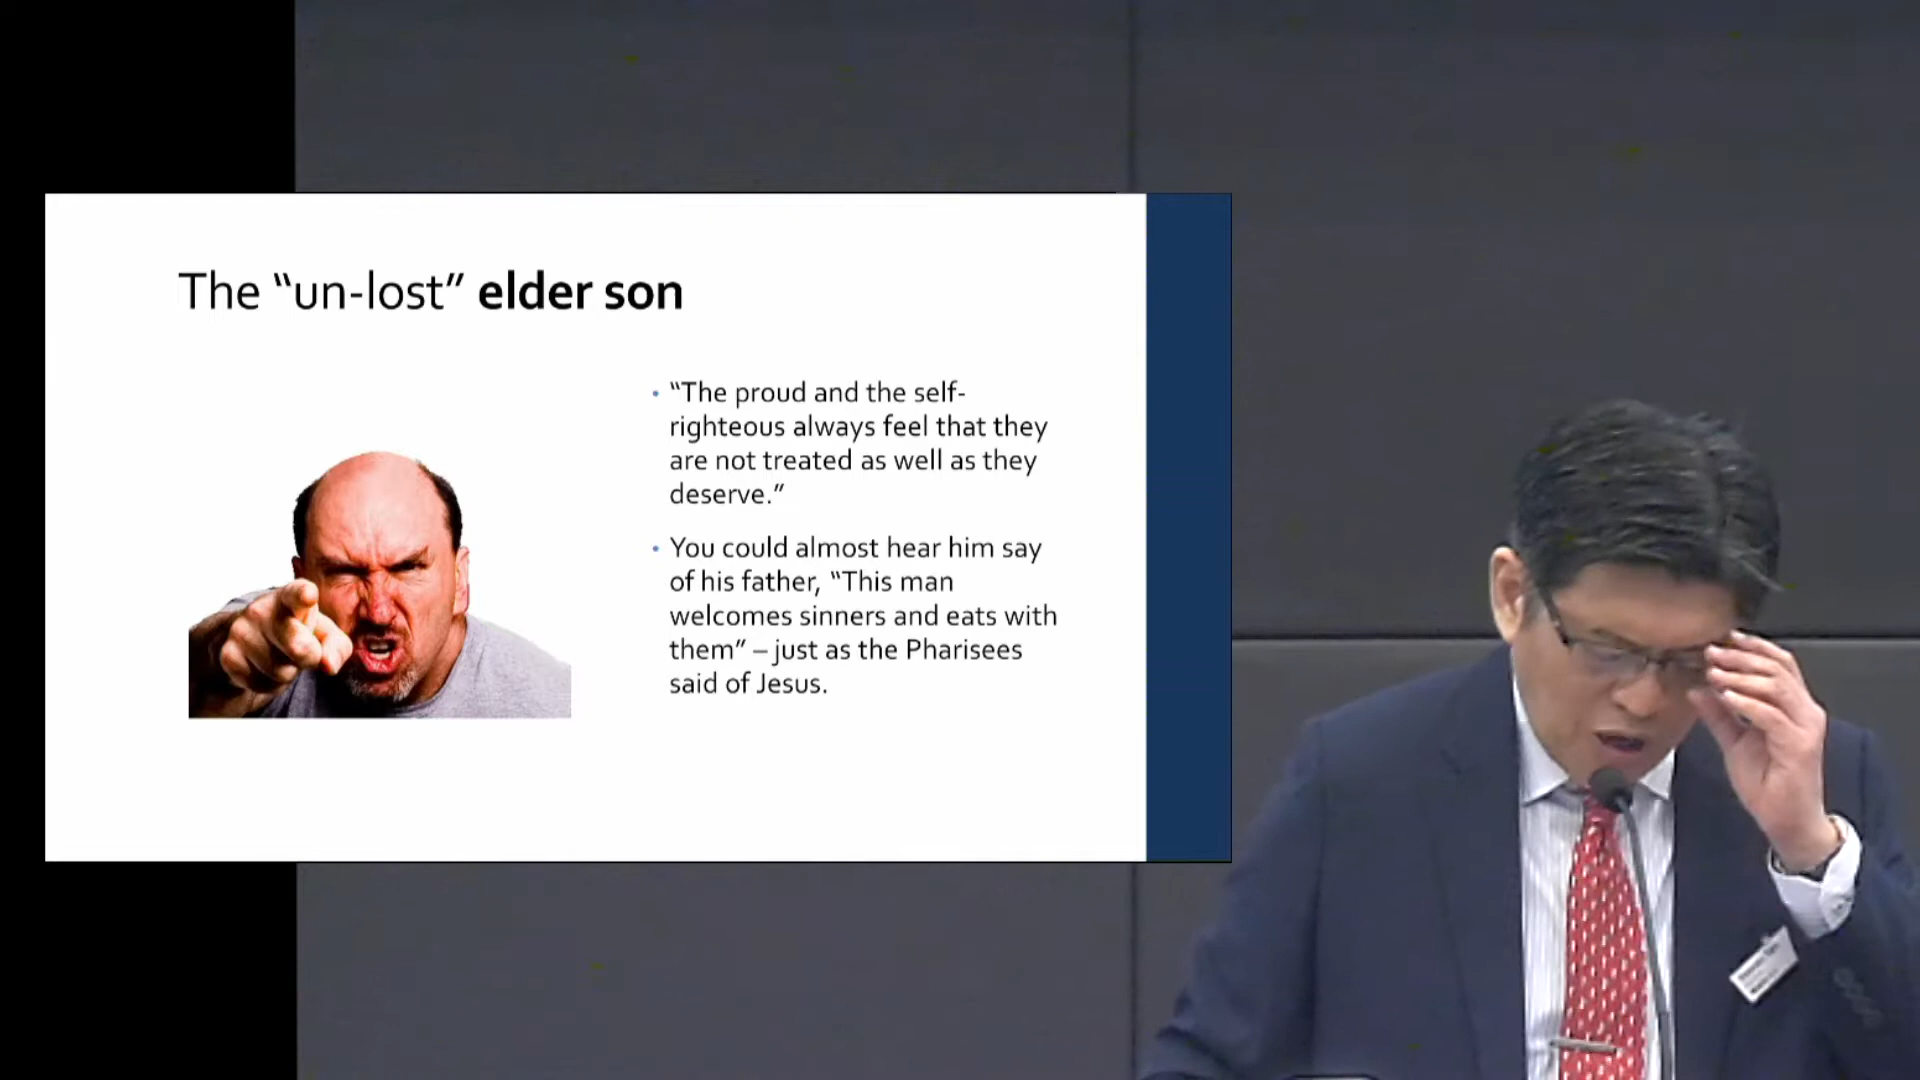 The “un-lost” elder son
• “The proud and the self-
righteous always feel that they
are not treated as well as they
deserve.”
• You could almost hear him say
of his father, “This man
welcomes sinners and eats with
them” – just as the Pharisees
said of Jesus.